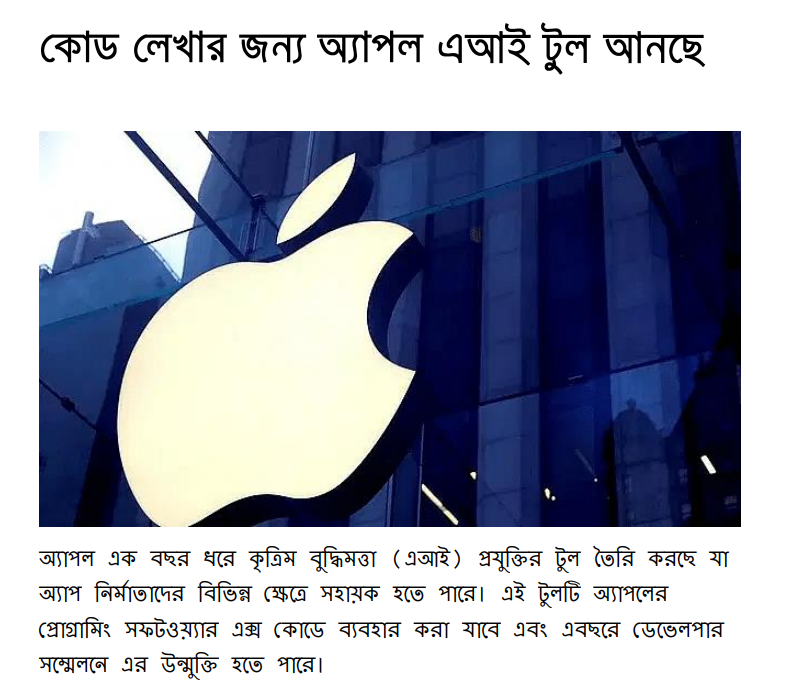 কোড লেখার জন্য অ্যাপল এআই টুল আনছে
অ্যাপল এক বছর ধরে কৃত্রিম বুদ্ধিমত্তা (এআই) প্রযুক্তির টুল তৈরি করছে যা
অ্যাপ নির্মাতাদের বিভিন্ন ক্ষেত্রে সহায়ক হতে পারে। এই টুলটি অ্যাপলের
প্রোগ্রামিং সফটওয়্যার এক্স কোডে ব্যবহার করা যাবে এবং এবছরে ডেভেলপার
সম্মেলনে এর উন্মুক্তি হতে পারে।